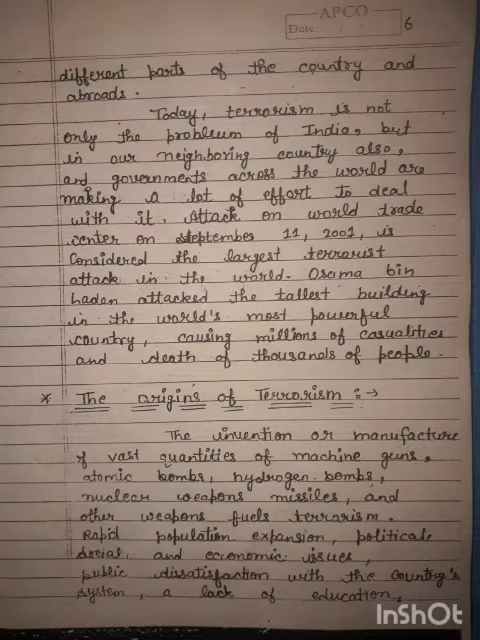 APCO
Date: / /
6
different parts of the country and
abroads.
Today, terrorism is not
only the probleum of India, but
in our neighboring country also,
and governments across the world are
making a lot of effort to deal
with it. Attack on world trade
center on september 11, 2001, is
Considered the largest terrorist
attack in the world. Osama bin
laden attacked the tallest building
in the world's most powerful
country, causing millions of casualities
and death of thousands of people.
* The origins of Terrorism :→
The invention or manufacture
of vast quantities of machine guns,
atomic bombs, hydrogen bombs,
nuclear weapons missiles, and
other weapons fuels terrorism.
Rapid population expansion, political,
social, and economic issues,
public dissatisfaction with the country's
system, a lack of education,
InShOt